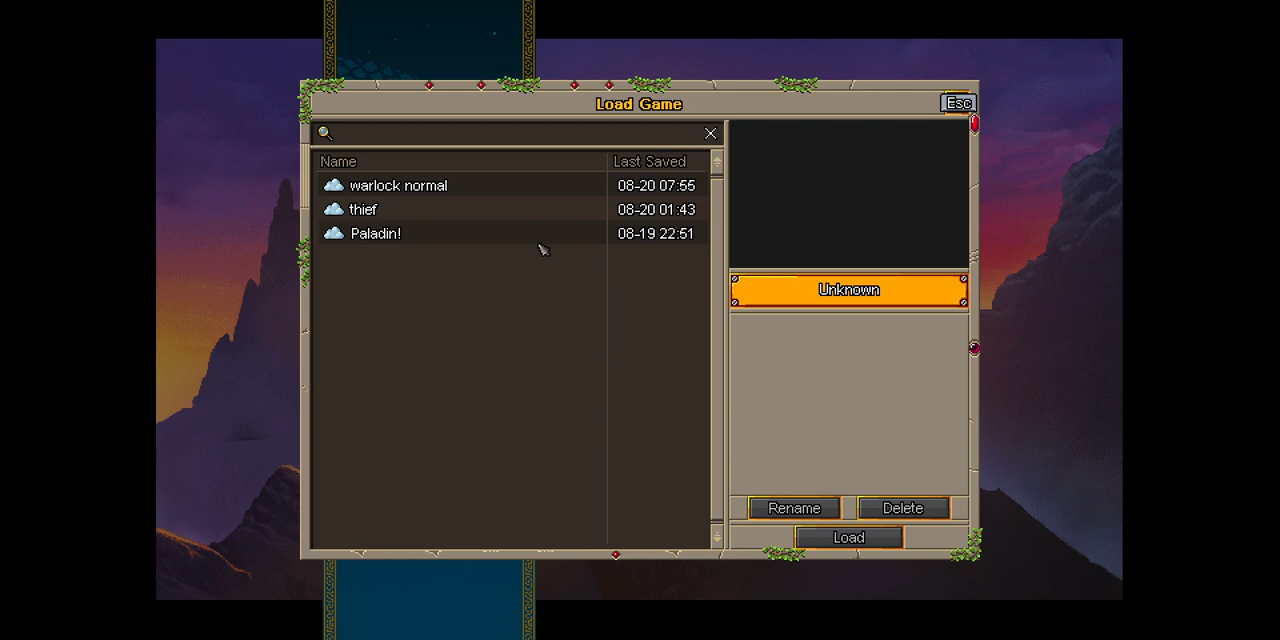 Load Game
Esc
Name Last Saved
warlock normal 08-20 07:55
thief 08-20 01:43
Paladin! 08-19 22:51
Unknown
Rename Delete
Load